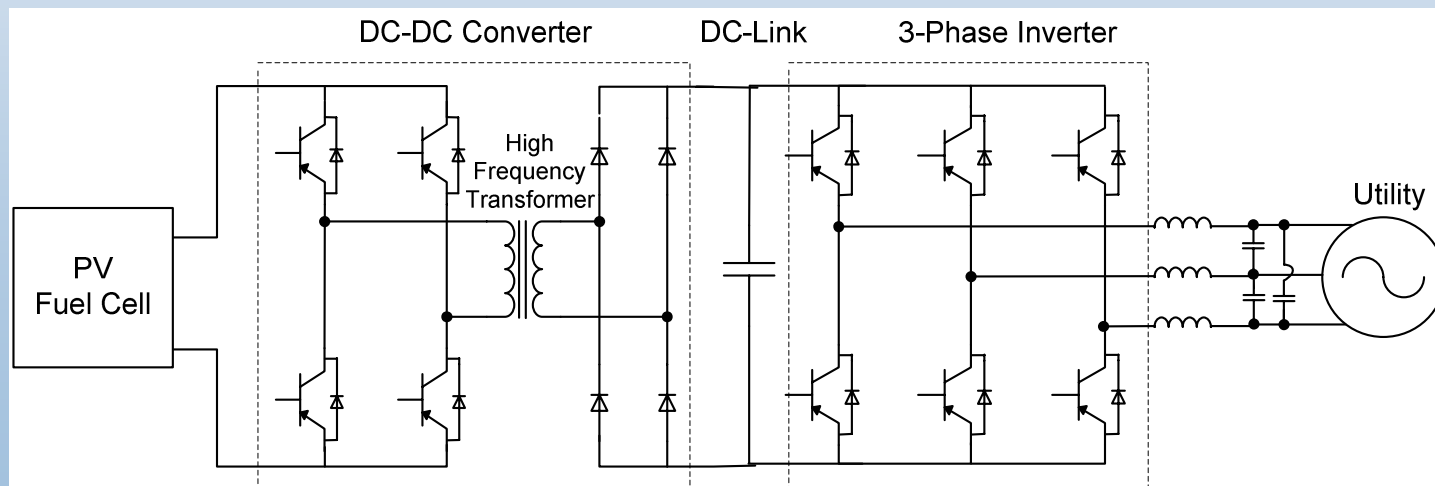 DC-DC Converter
DC-Link
3-Phase Inverter
High
Frequency
Transformer
Utility
PV
Fuel Cell